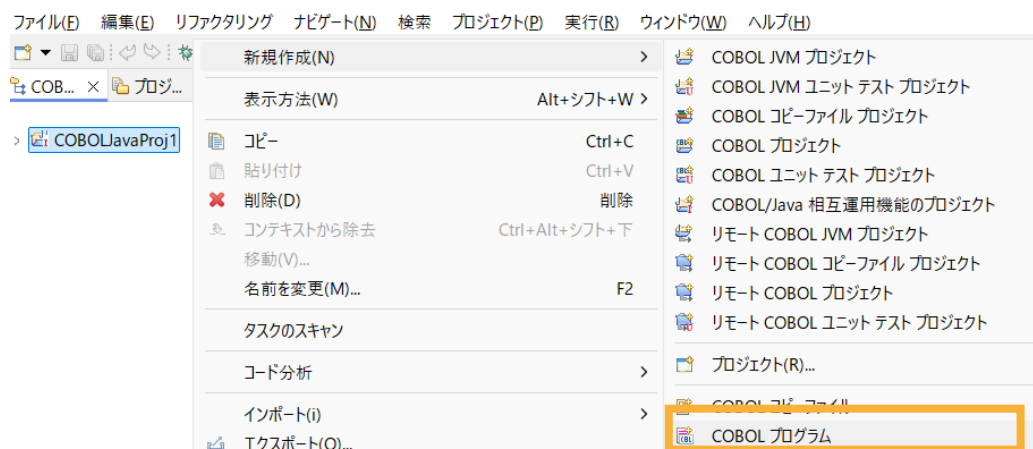 ファイル(F) 編集(E) リファクタリング ナビゲート(N) 検索 プロジェクト(P) 実行(R) ウィンドウ(W) ヘルプ(H)
COB... プロジ...
COBOLJavaProj1
新規作成(N)
表示方法(W) Alt+シフト+W
コピー Ctrl+C
貼り付け Ctrl+V
削除(D) 削除
コンテキストから除去 Ctrl+Alt+シフト+下
移動(V)...
名前を変更(M)... F2
タスクのスキャン
コード分析
インポート(i)
エクスポート(O)...
COBOL JVM プロジェクト
COBOL JVM ユニット テスト プロジェクト
COBOL コピーファイル プロジェクト
COBOL プロジェクト
COBOL ユニット テスト プロジェクト
COBOL/Java 相互運用機能のプロジェクト
リモート COBOL JVM プロジェクト
リモート COBOL コピーファイル プロジェクト
リモート COBOL プロジェクト
リモート COBOL ユニット テスト プロジェクト
プロジェクト(R)...
COBOL コピーファイル
COBOL プログラム